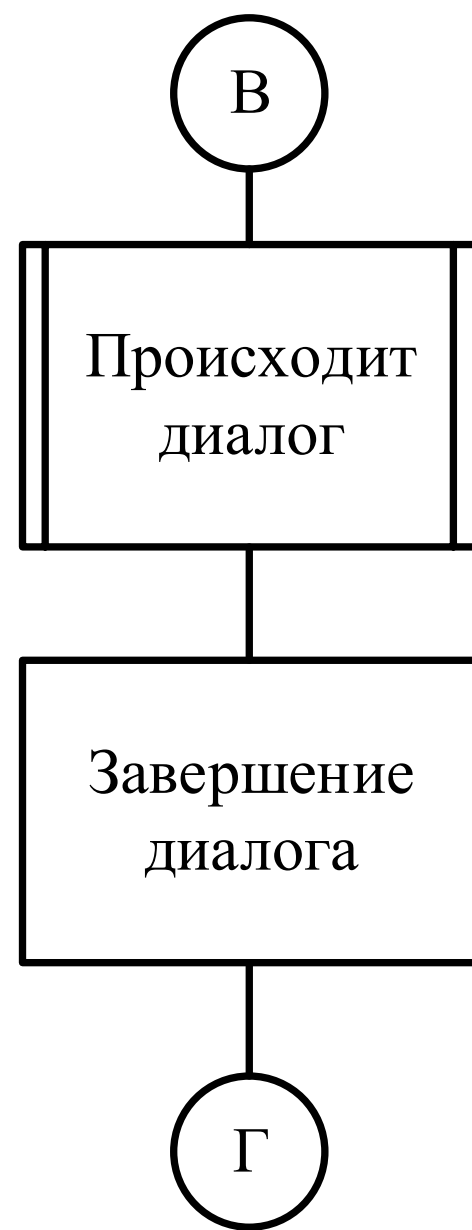 В
Происходит
диалог
Завершение
диалога
Г